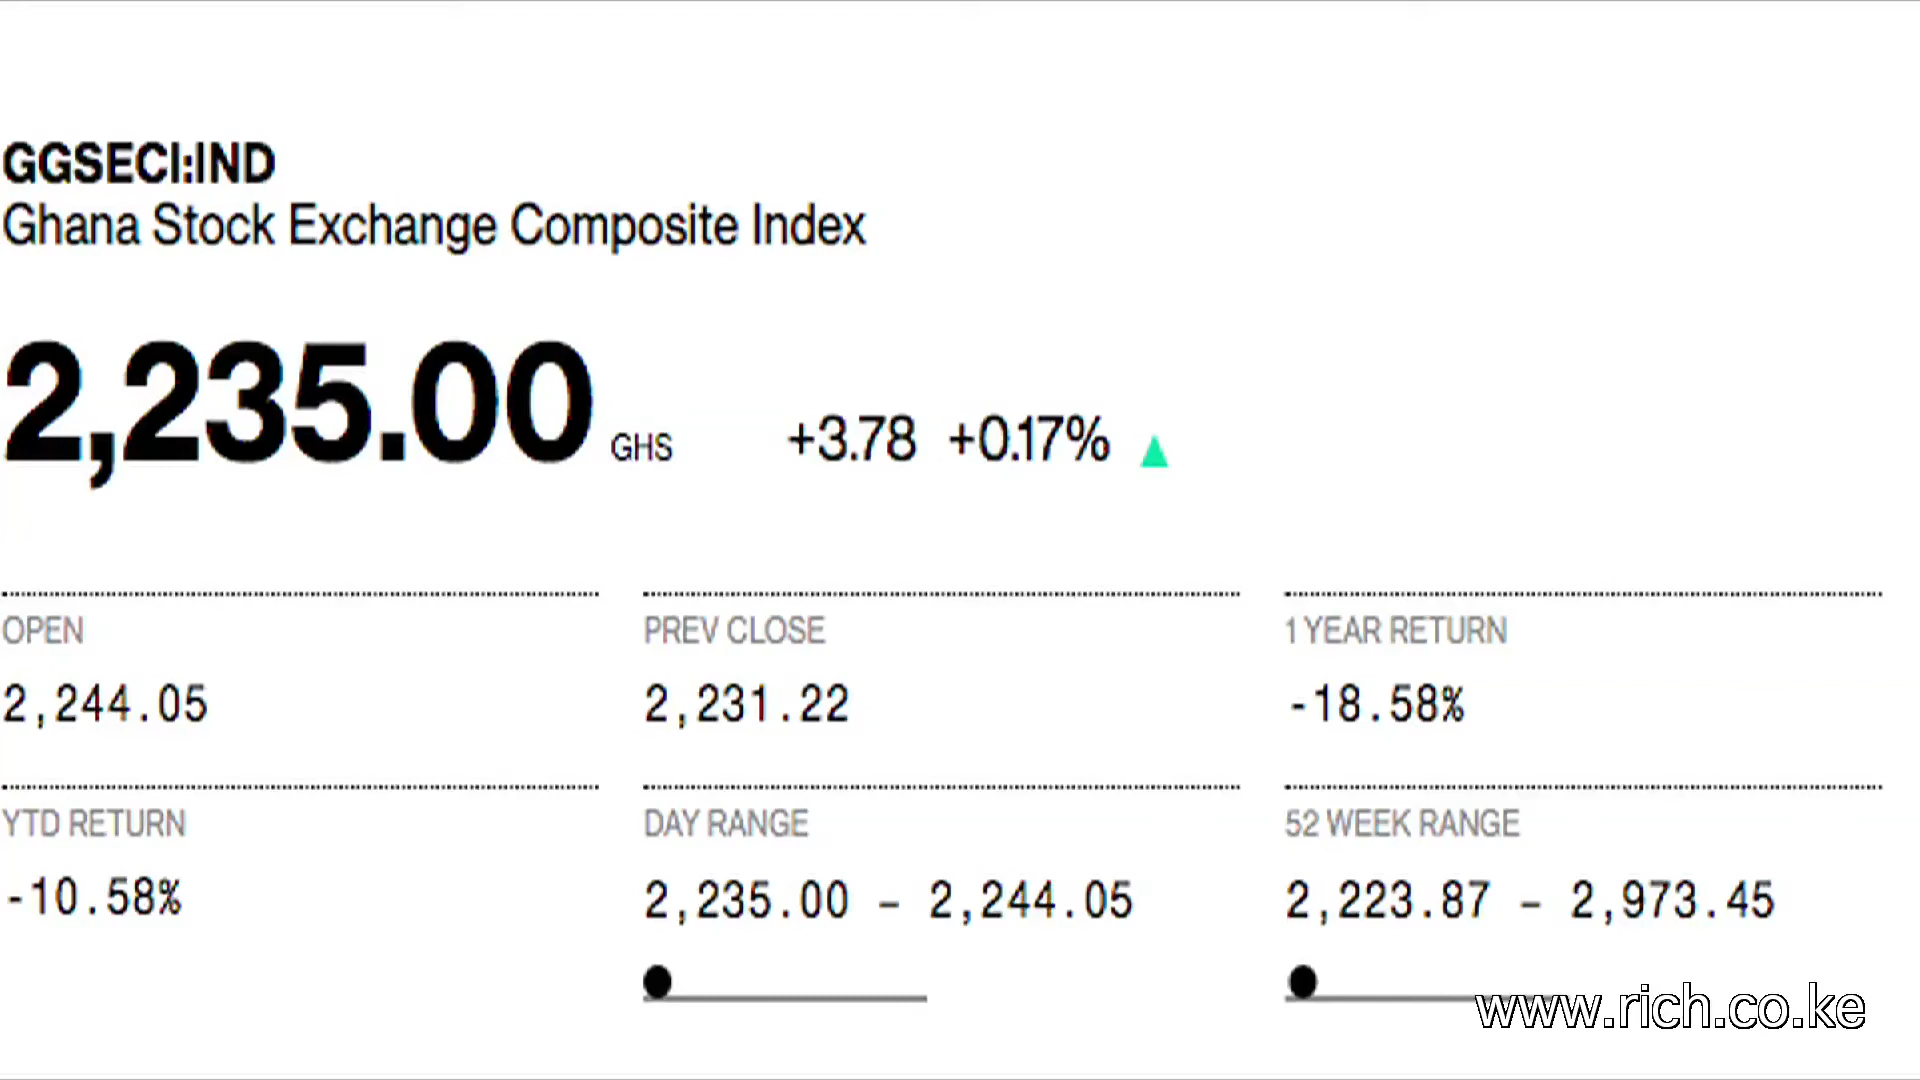 GGSECI:IND
Ghana Stock Exchange Composite Index
2,235.00 GHS +3.78 +0.17% ▲
OPEN PREV CLOSE 1 YEAR RETURN
2,244.05 2,231.22 -18.58%
YTD RETURN DAY RANGE 52 WEEK RANGE
-10.58% 2,235.00 – 2,244.05 2,223.87 – 2,973.45
www.rich.co.ke